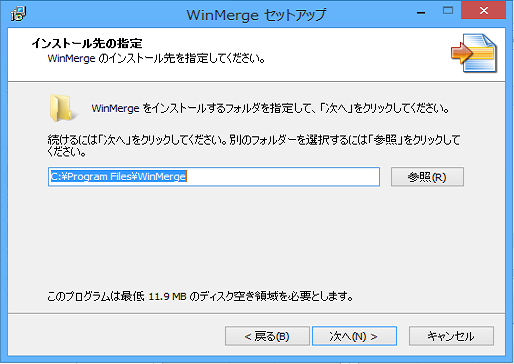 WinMerge セットアップ
インストール先の指定
WinMerge のインストール先を指定してください。
WinMerge をインストールするフォルダを指定して、「次へ」をクリックしてください。
続けるには「次へ」をクリックしてください。別のフォルダーを選択するには「参照」をクリックして
ください。
C:¥Program Files¥WinMerge
参照(R)
このプログラムは最低 11.9 MB のディスク空き領域を必要とします。
< 戻る(B)
次へ(N) >
キャンセル